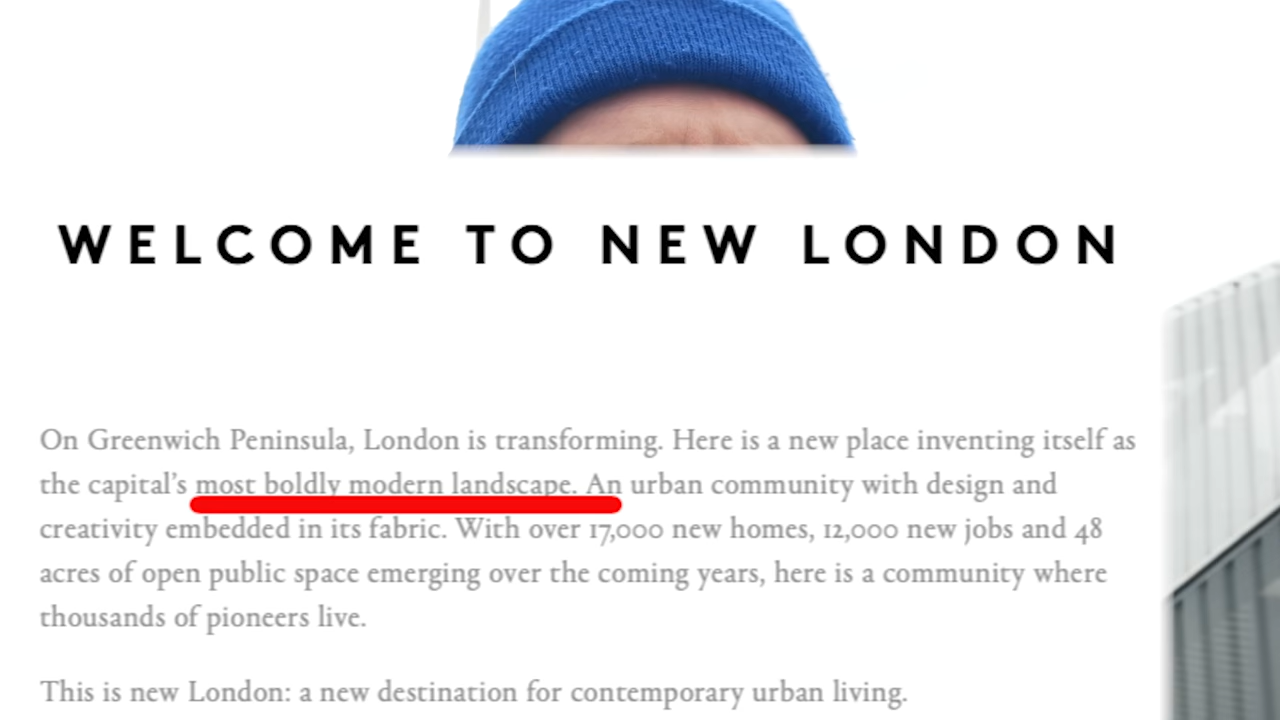 WELCOME TO NEW LONDON
On Greenwich Peninsula, London is transforming. Here is a new place inventing itself as
the capital’s most boldly modern landscape. An urban community with design and
creativity embedded in its fabric. With over 17,000 new homes, 12,000 new jobs and 48
acres of open public space emerging over the coming years, here is a community where
thousands of pioneers live.
This is new London: a new destination for contemporary urban living.